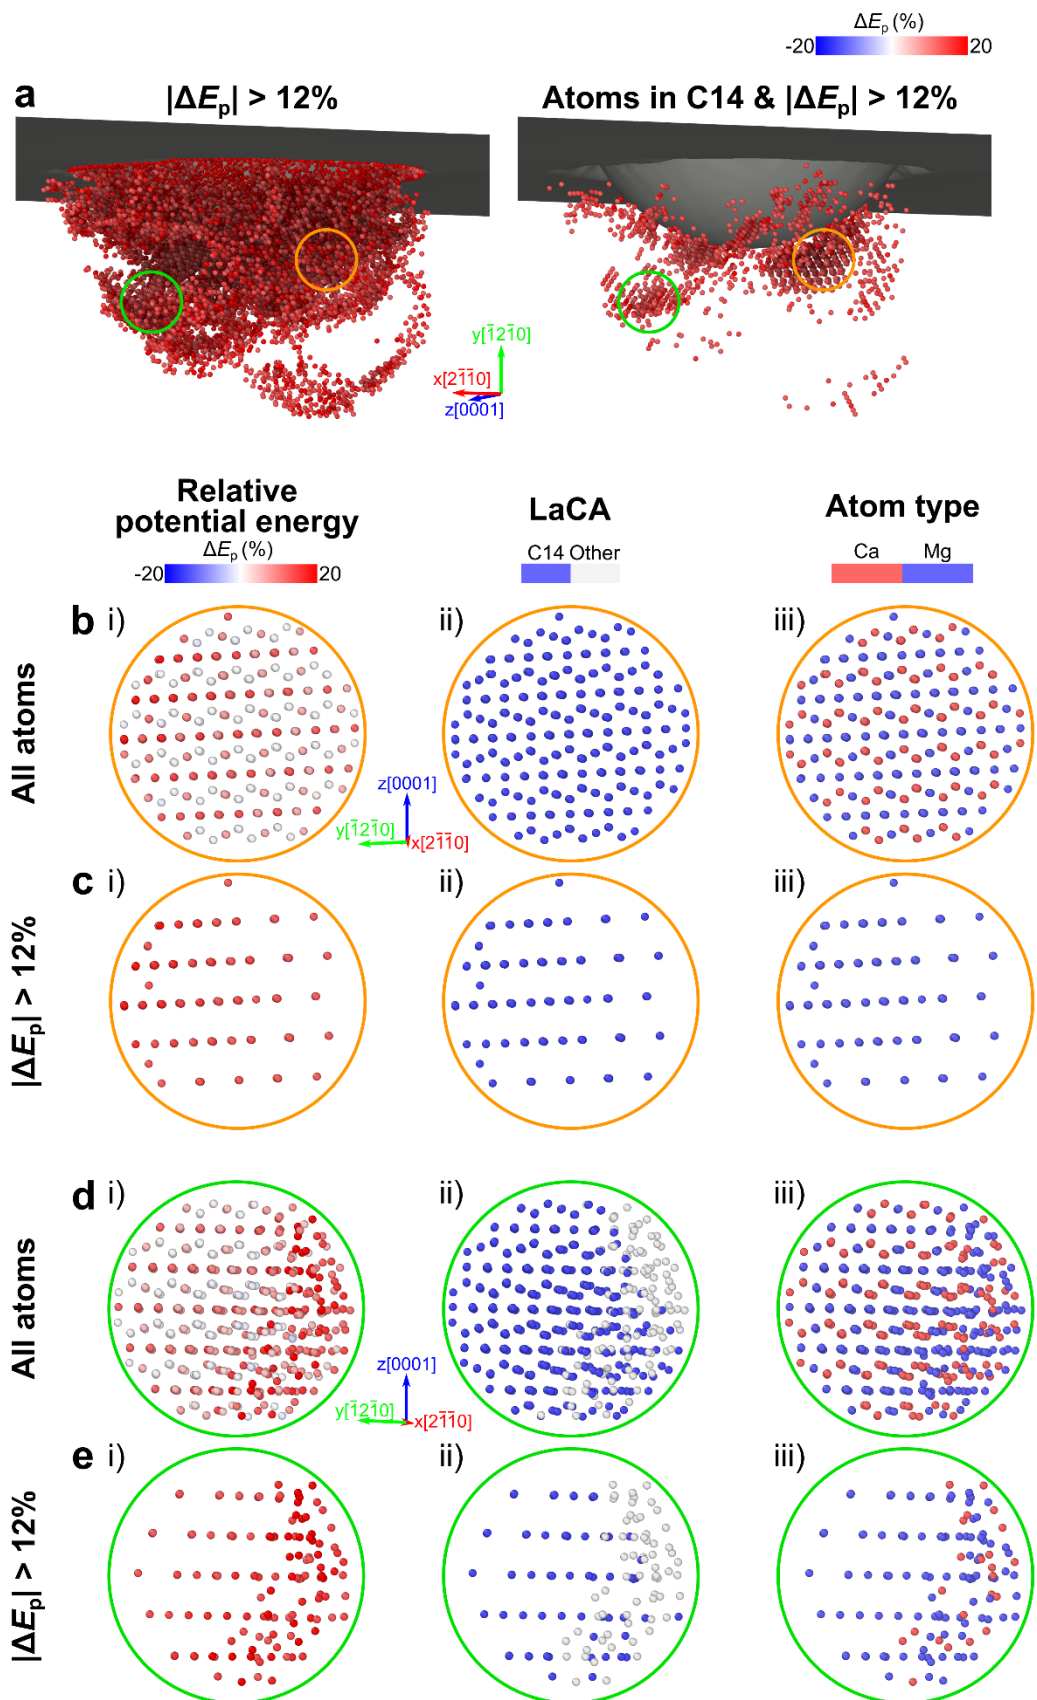 ΔEₚ (%)
-20 20
a |ΔEₚ| > 12% Atoms in C14 & |ΔEₚ| > 12%
y[1̄21̄0]
x[21̄1̄0]
z[0001]
Relative
potential energy
LaCA
Atom type
ΔEₚ (%)
-20 20
C14 Other
Ca Mg
All atoms
b i) ii) iii)
z[0001]
y[1̄21̄0]
x[21̄1̄0]
|ΔEₚ| > 12%
c i) ii) iii)
All atoms
d i) ii) iii)
z[0001]
y[1̄21̄0]
x[21̄1̄0]
|ΔEₚ| > 12%
e i) ii) iii)